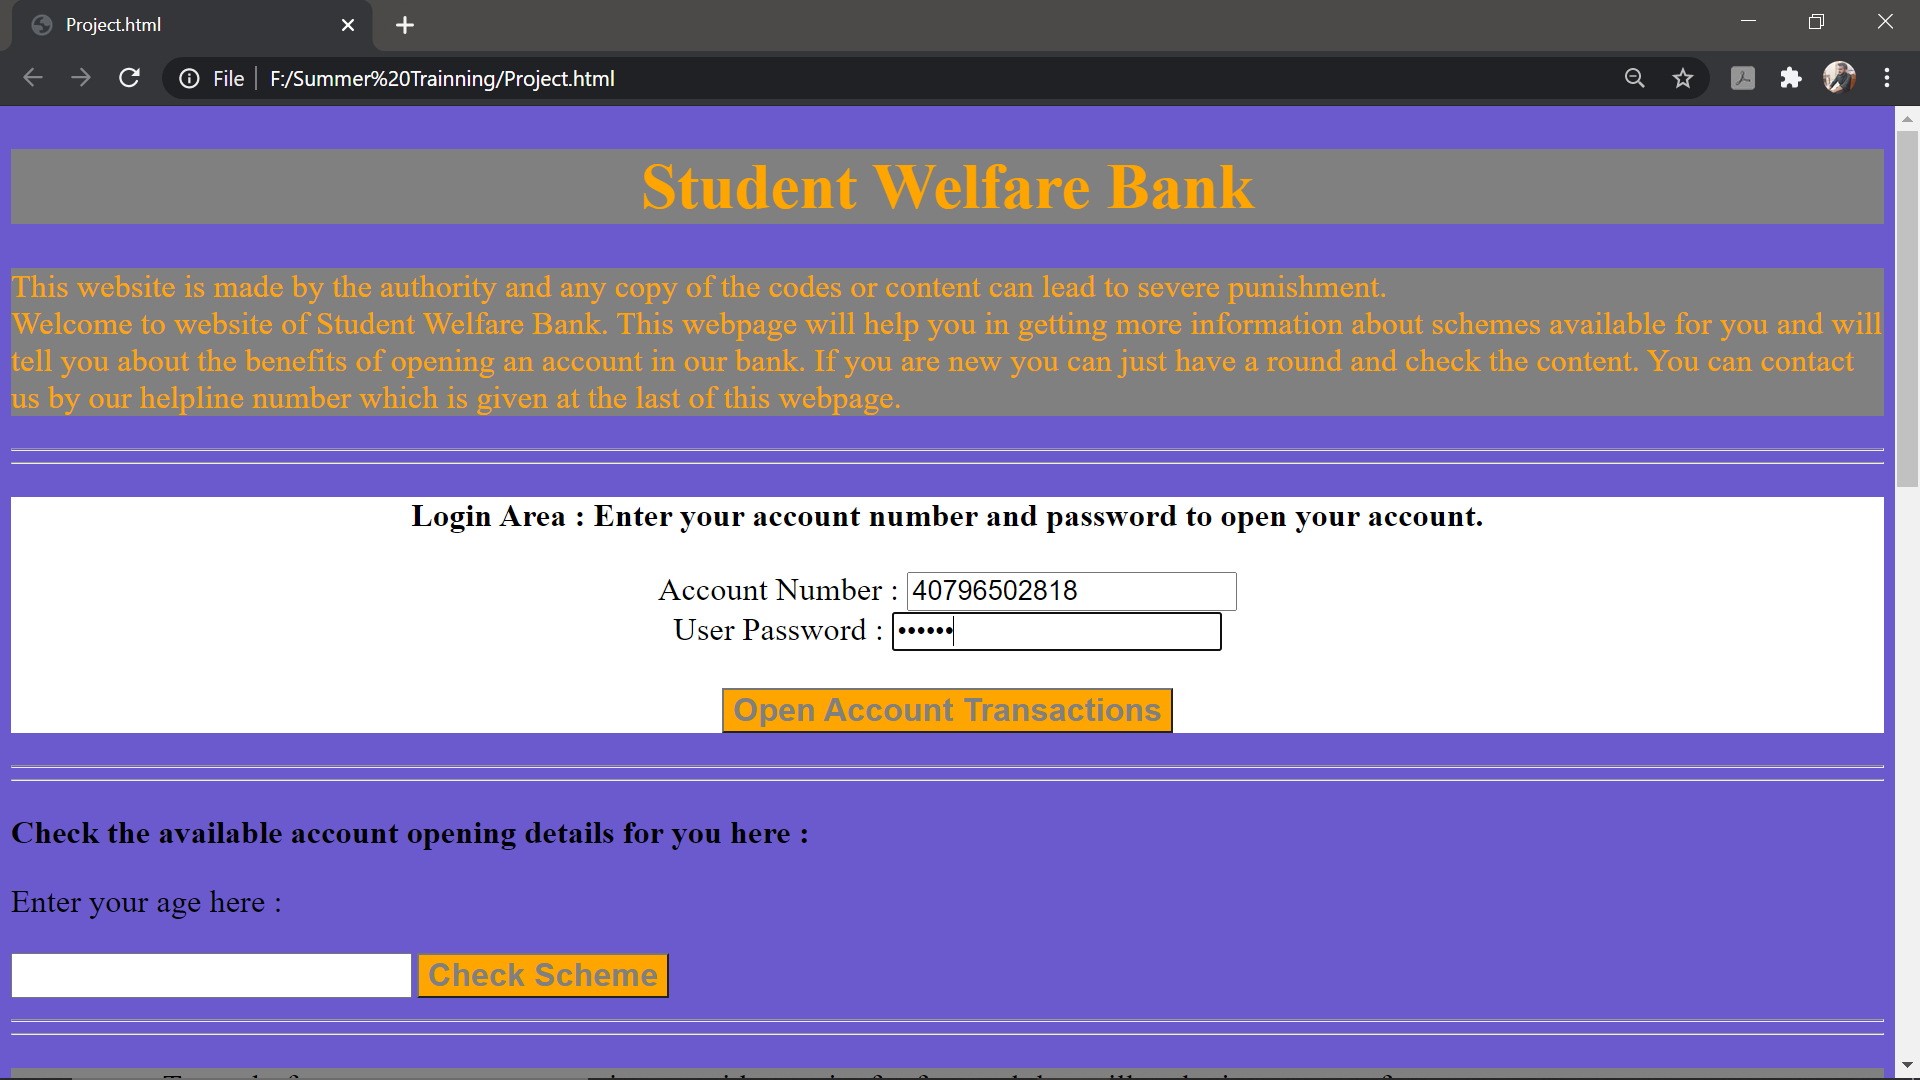 Project.html
File
F:/Summer%20Trainning/Project.html
Student Welfare Bank
This website is made by the authority and any copy of the codes or content can lead to severe punishment.
Welcome to website of Student Welfare Bank. This webpage will help you in getting more information about schemes available for you and will
tell you about the benefits of opening an account in our bank. If you are new you can just have a round and check the content. You can contact
us by our helpline number which is given at the last of this webpage.
Login Area : Enter your account number and password to open your account.
Account Number : 40796502818
User Password : ••••••
Open Account Transactions
Check the available account opening details for you here :
Enter your age here :
Check Scheme